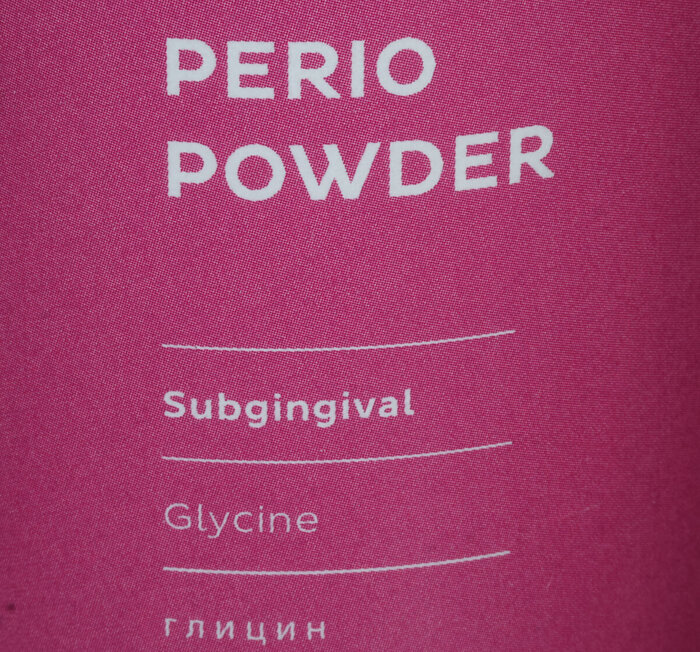 PERIO
POWDER
Subgingival
Glycine
глицин